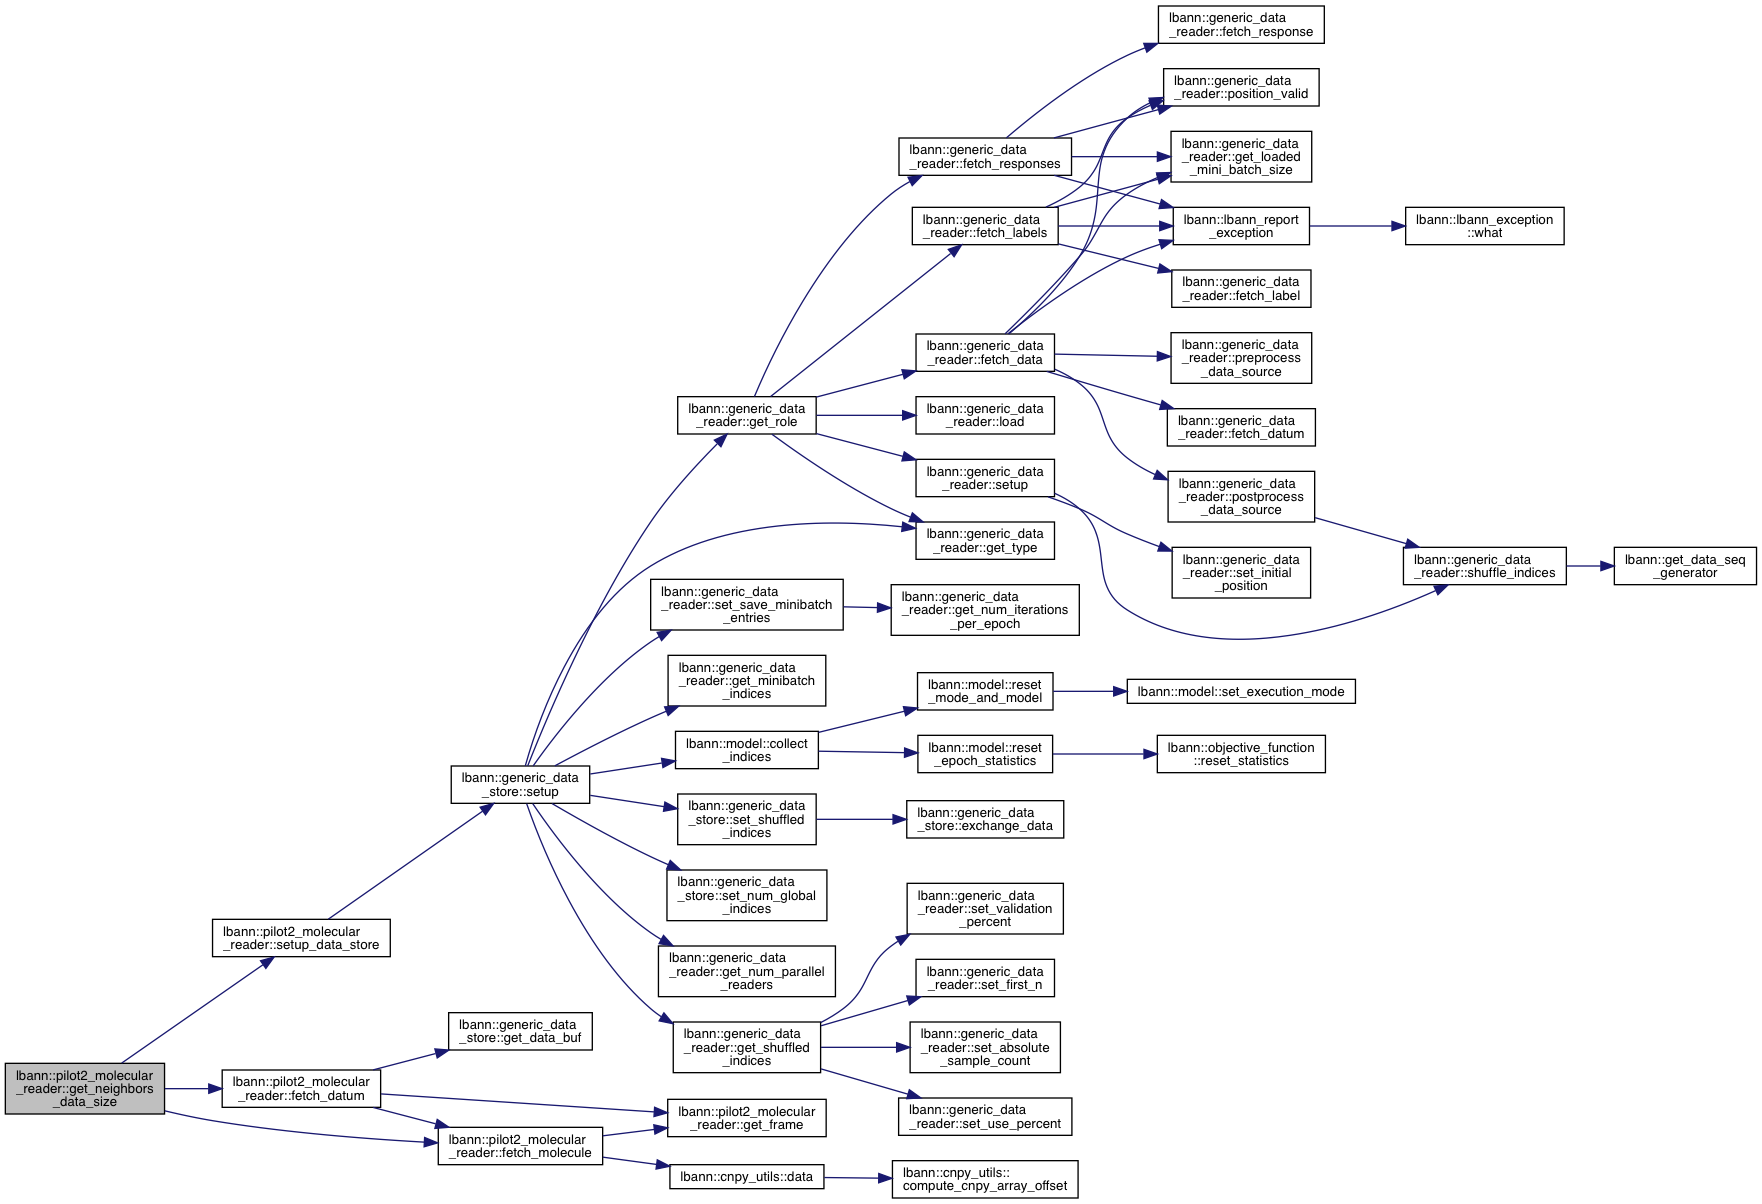 lbann::generic_data
_reader::fetch_response
lbann::generic_data
_reader::position_valid
lbann::generic_data
_reader::fetch_responses
lbann::generic_data
_reader::get_loaded
_mini_batch_size
lbann::generic_data
_reader::fetch_labels
lbann::lbann_report
_exception
lbann::lbann_exception
::what
lbann::generic_data
_reader::fetch_label
lbann::generic_data
_reader::fetch_data
lbann::generic_data
_reader::preprocess
_data_source
lbann::generic_data
_reader::get_role
lbann::generic_data
_reader::load
lbann::generic_data
_reader::fetch_datum
lbann::generic_data
_reader::setup
lbann::generic_data
_reader::postprocess
_data_source
lbann::generic_data
_reader::get_type
lbann::generic_data
_reader::set_initial
_position
lbann::generic_data
_reader::shuffle_indices
lbann::get_data_seq
_generator
lbann::generic_data
_reader::set_save_minibatch
_entries
lbann::generic_data
_reader::get_num_iterations
_per_epoch
lbann::generic_data
_reader::get_minibatch
_indices
lbann::model::reset
_mode_and_model
lbann::model::set_execution_mode
lbann::model::collect
_indices
lbann::model::reset
_epoch_statistics
lbann::objective_function
::reset_statistics
lbann::generic_data
_store::setup
lbann::generic_data
_store::set_shuffled
_indices
lbann::generic_data
_store::exchange_data
lbann::generic_data
_store::set_num_global
_indices
lbann::generic_data
_reader::set_validation
_percent
lbann::pilot2_molecular
_reader::setup_data_store
lbann::generic_data
_reader::get_num_parallel
_readers
lbann::generic_data
_reader::set_first_n
lbann::generic_data
_store::get_data_buf
lbann::generic_data
_reader::get_shuffled
_indices
lbann::generic_data
_reader::set_absolute
_sample_count
lbann::pilot2_molecular
_reader::get_neighbors
_data_size
lbann::pilot2_molecular
_reader::fetch_datum
lbann::pilot2_molecular
_reader::get_frame
lbann::generic_data
_reader::set_use_percent
lbann::pilot2_molecular
_reader::fetch_molecule
lbann::cnpy_utils::data
lbann::cnpy_utils::
compute_cnpy_array_offset